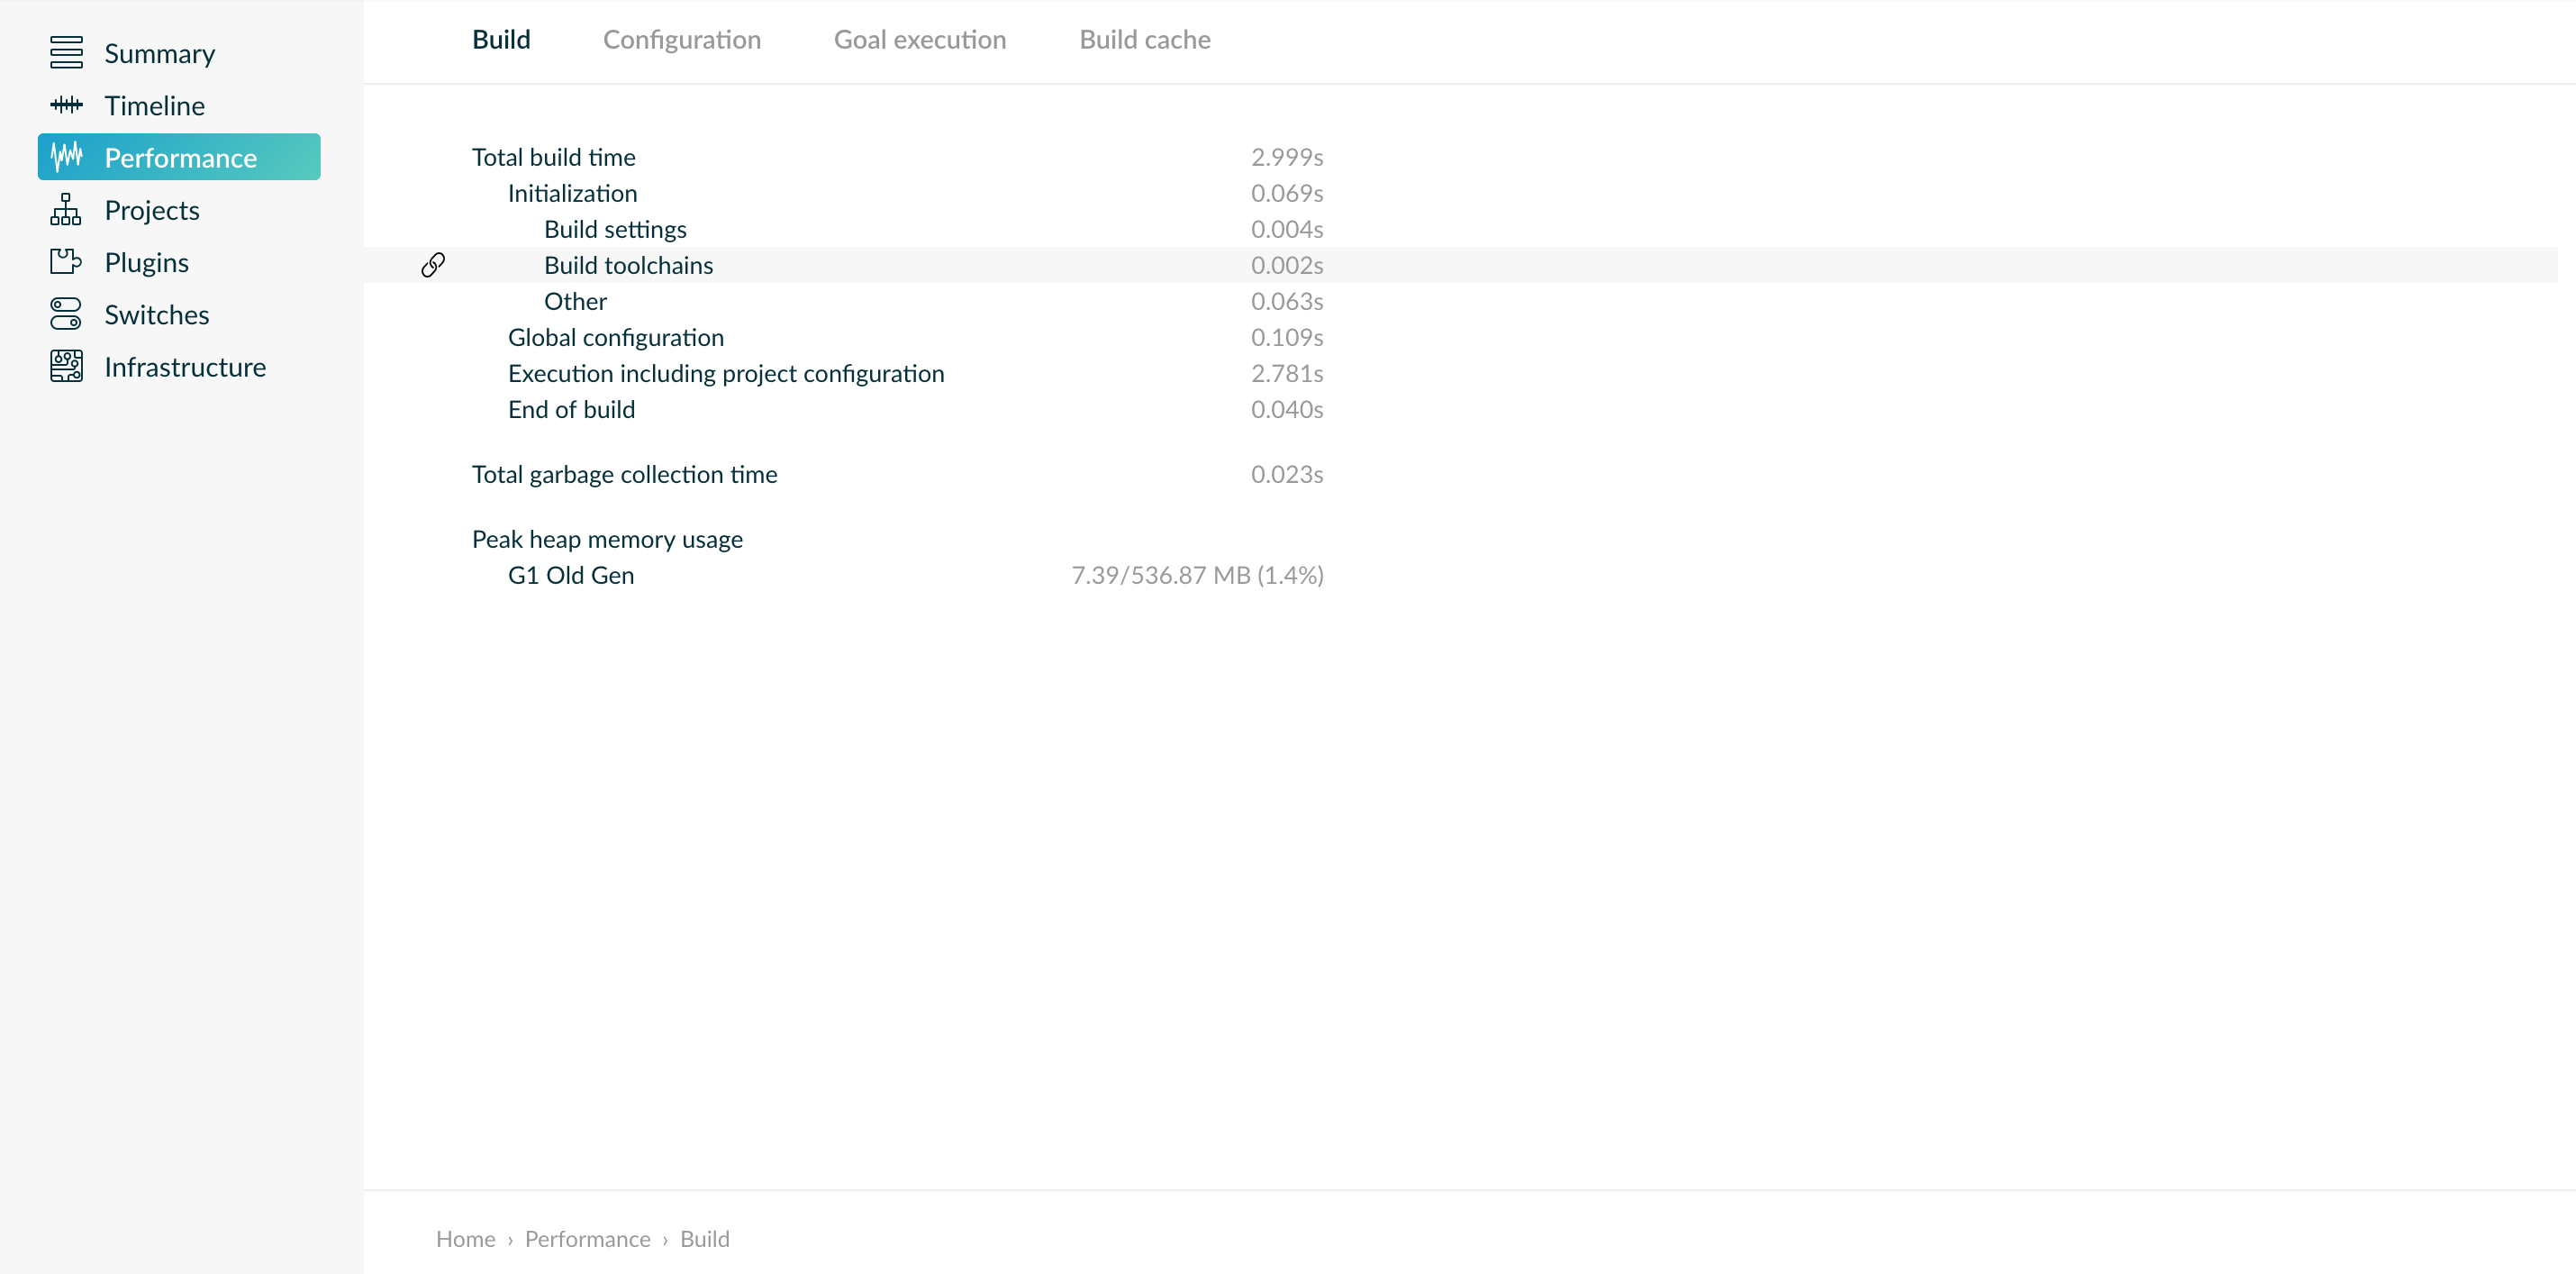 Summary
Timeline
Performance
Projects
Plugins
Switches
Infrastructure
Build Configuration Goal execution Build cache
Total build time 2.999s
Initialization 0.069s
Build settings 0.004s
Build toolchains 0.002s
Other 0.063s
Global configuration 0.109s
Execution including project configuration 2.781s
End of build 0.040s
Total garbage collection time 0.023s
Peak heap memory usage
G1 Old Gen 7.39/536.87 MB (1.4%)
Home › Performance › Build